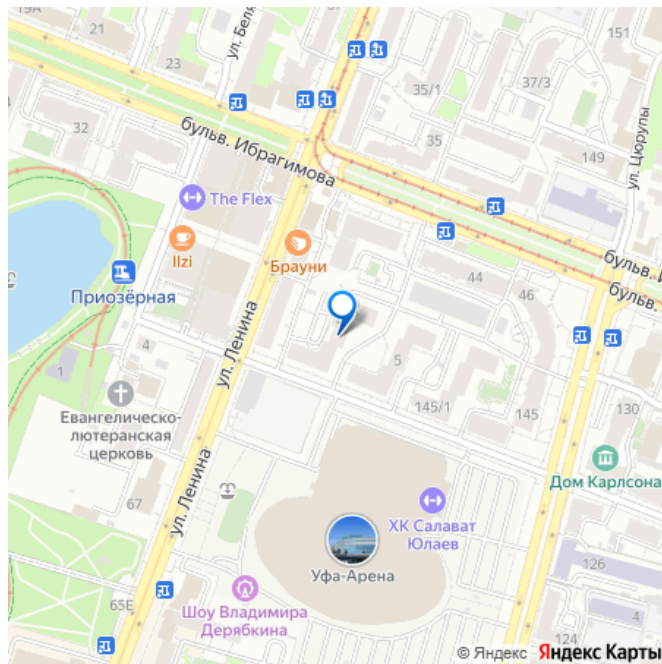 19А
21
23
ул. Беля
151
35/1
37/3
32
бульв. Ибрагимова
35
149
ул. Цюрупы
The Flex
Ilzi
Брауни
44
46
бульв. И
бульв.
Приозёрная
ул. Ленина
4
1
5
145/1
145
130
Евангелическо-
лютеранская
церковь
Дом Карлсона
67
ул. Ленина
ХК Салават
Юлаев
Уфа-Арена
126
65Е
Шоу Владимира
Дерябкина
4
124
© Яндекс Яндекс Карты